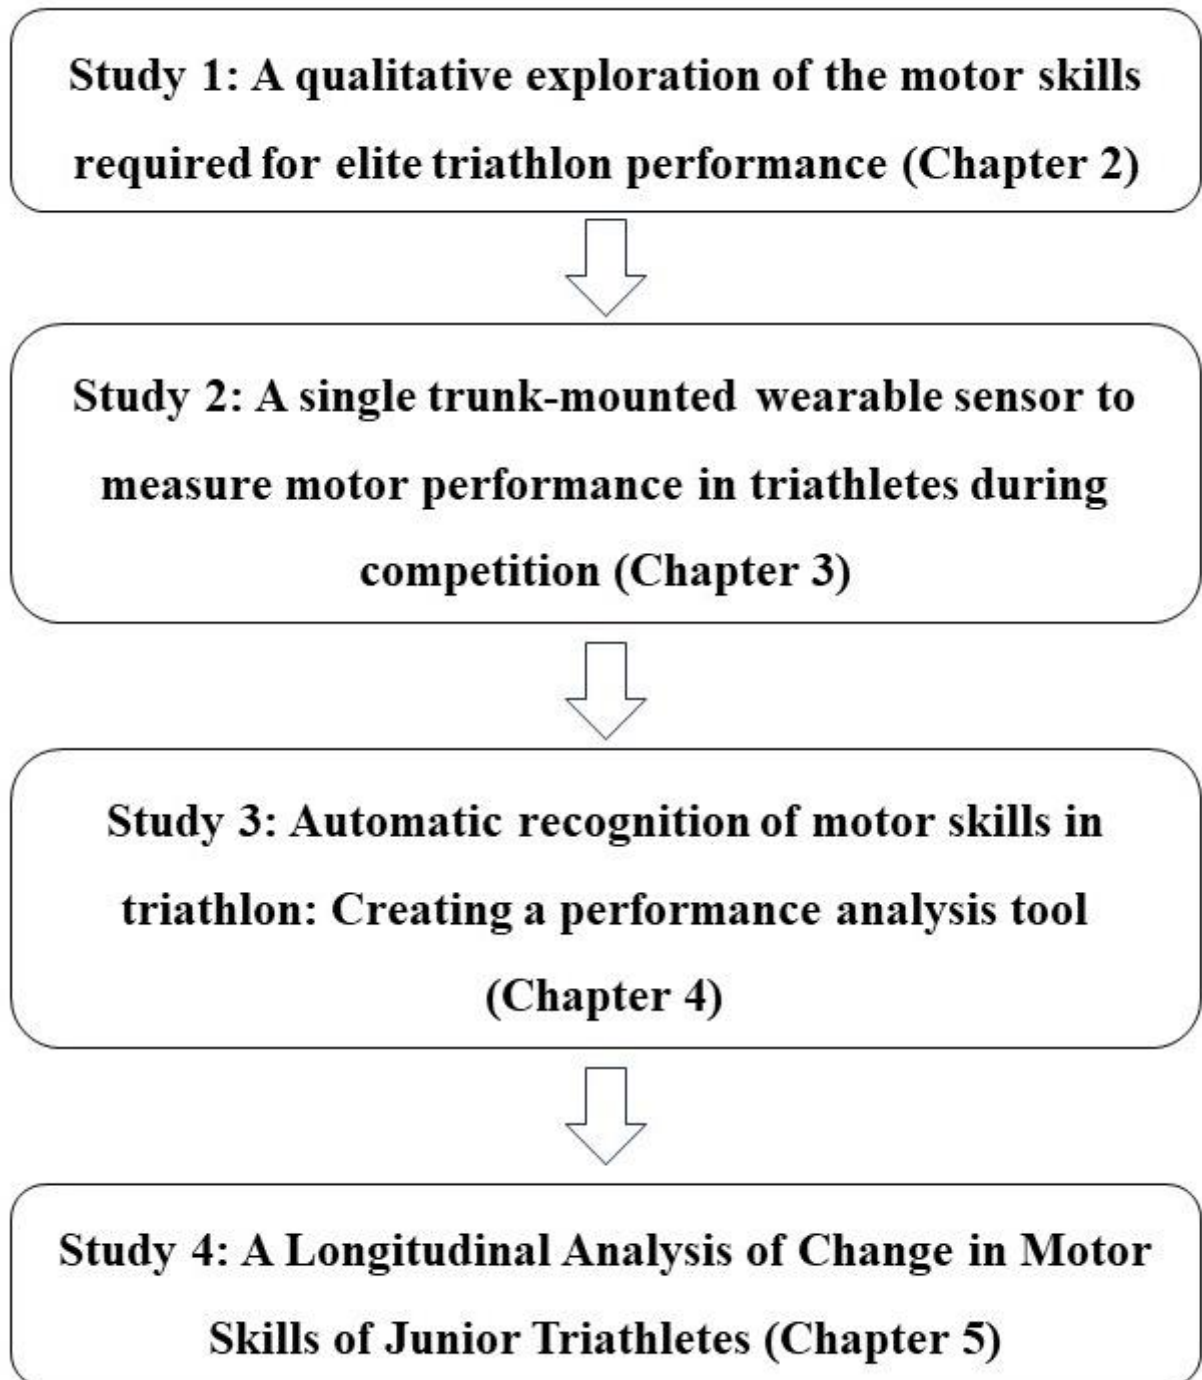 Study 1: A qualitative exploration of the motor skills
required for elite triathlon performance (Chapter 2)
Study 2: A single trunk-mounted wearable sensor to
measure motor performance in triathletes during
competition (Chapter 3)
Study 3: Automatic recognition of motor skills in
triathlon: Creating a performance analysis tool
(Chapter 4)
Study 4: A Longitudinal Analysis of Change in Motor
Skills of Junior Triathletes (Chapter 5)